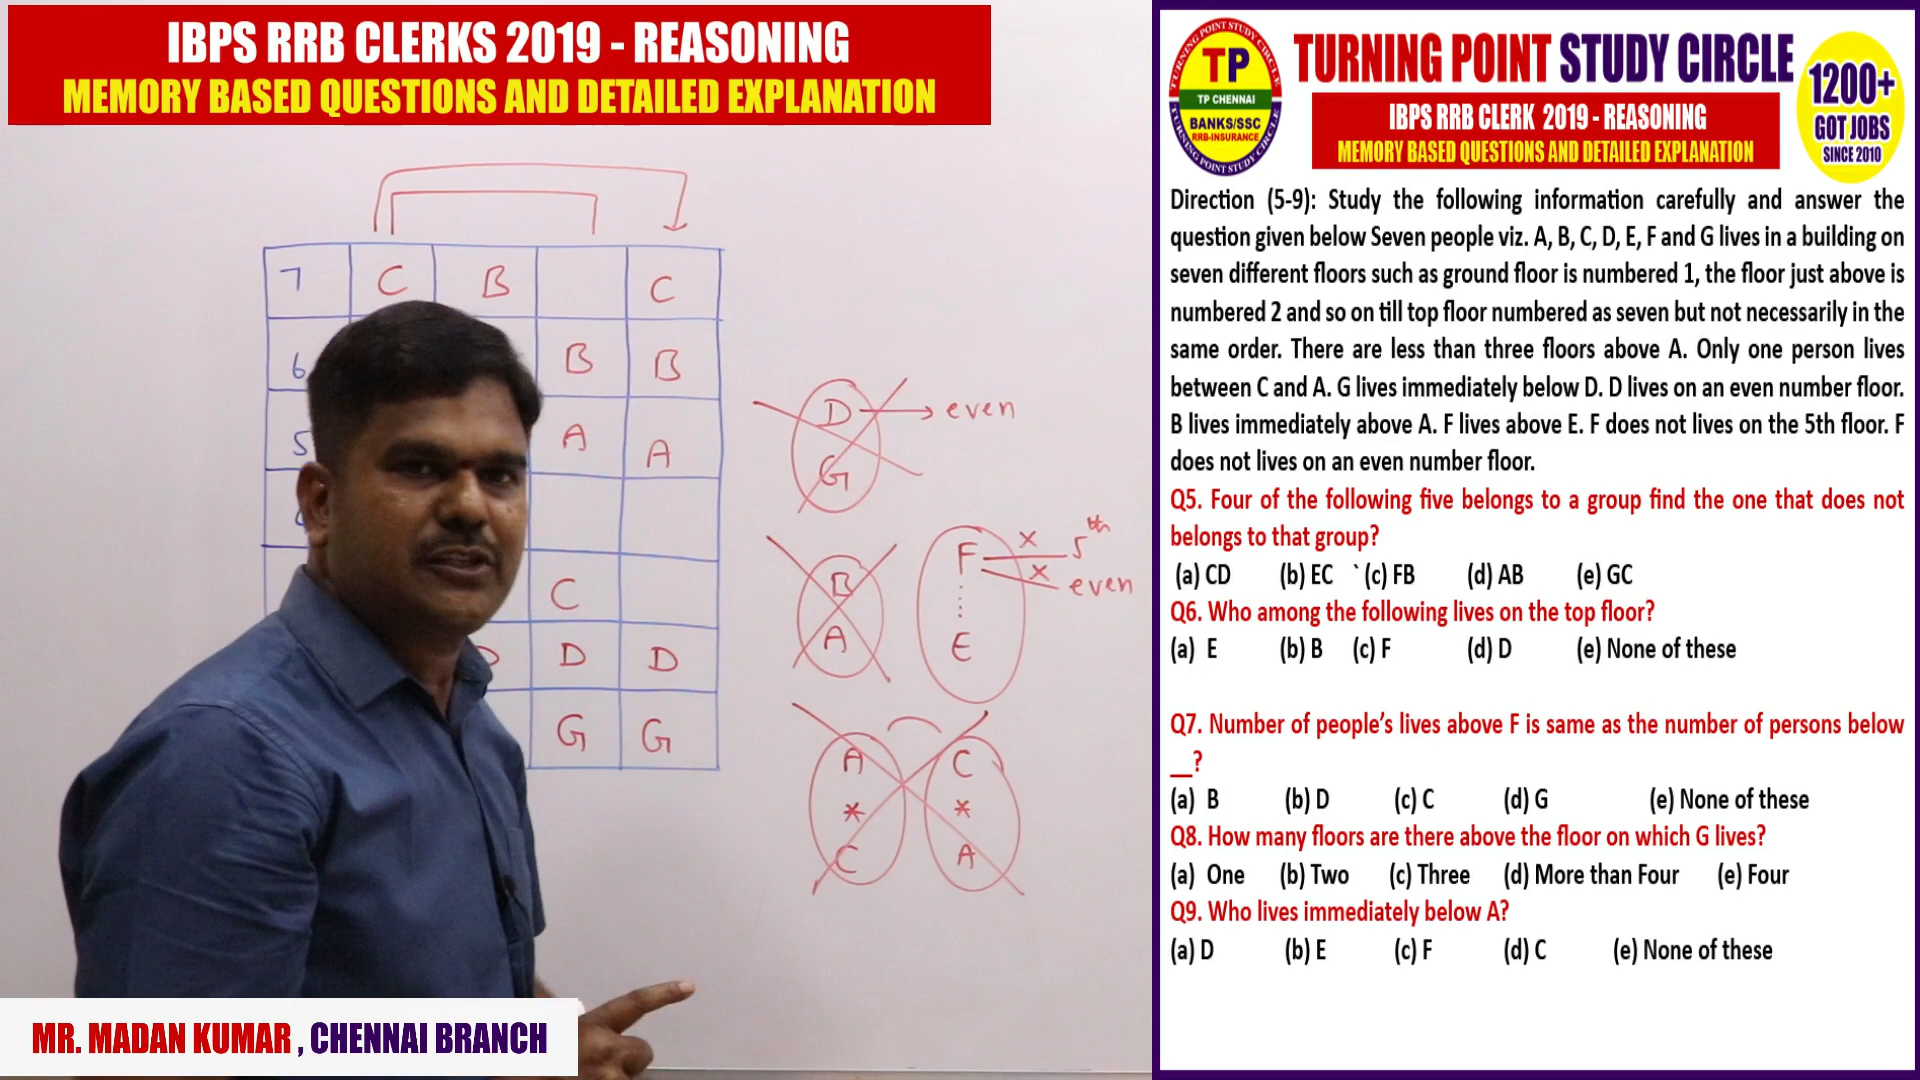 IBPS RRB CLERKS 2019 - REASONING
MEMORY BASED QUESTIONS AND DETAILED EXPLANATION
7 C B C
6 B B
5 A A
C
D D
G G
D → even
G
B
A
F x 5th
x even
E
A C
* *
C A
MR. MADAN KUMAR , CHENNAI BRANCH
TURNING POINT STUDY CIRCLE
TURNING POINT STUDY CIRCLE
TP
TP CHENNAI
BANKS/SSC
RRB-INSURANCE
TURNING POINT STUDY CIRCLE
IBPS RRB CLERK 2019 - REASONING
MEMORY BASED QUESTIONS AND DETAILED EXPLANATION
1200+
GOT JOBS
SINCE 2010
Direction (5-9): Study the following information carefully and answer the
question given below Seven people viz. A, B, C, D, E, F and G lives in a building on
seven different floors such as ground floor is numbered 1, the floor just above is
numbered 2 and so on till top floor numbered as seven but not necessarily in the
same order. There are less than three floors above A. Only one person lives
between C and A. G lives immediately below D. D lives on an even number floor.
B lives immediately above A. F lives above E. F does not lives on the 5th floor. F
does not lives on an even number floor.
Q5. Four of the following five belongs to a group find the one that does not
belongs to that group?
(a) CD (b) EC ` (c) FB (d) AB (e) GC
Q6. Who among the following lives on the top floor?
(a) E (b) B (c) F (d) D (e) None of these
Q7. Number of people’s lives above F is same as the number of persons below
__?
(a) B (b) D (c) C (d) G (e) None of these
Q8. How many floors are there above the floor on which G lives?
(a) One (b) Two (c) Three (d) More than Four (e) Four
Q9. Who lives immediately below A?
(a) D (b) E (c) F (d) C (e) None of these